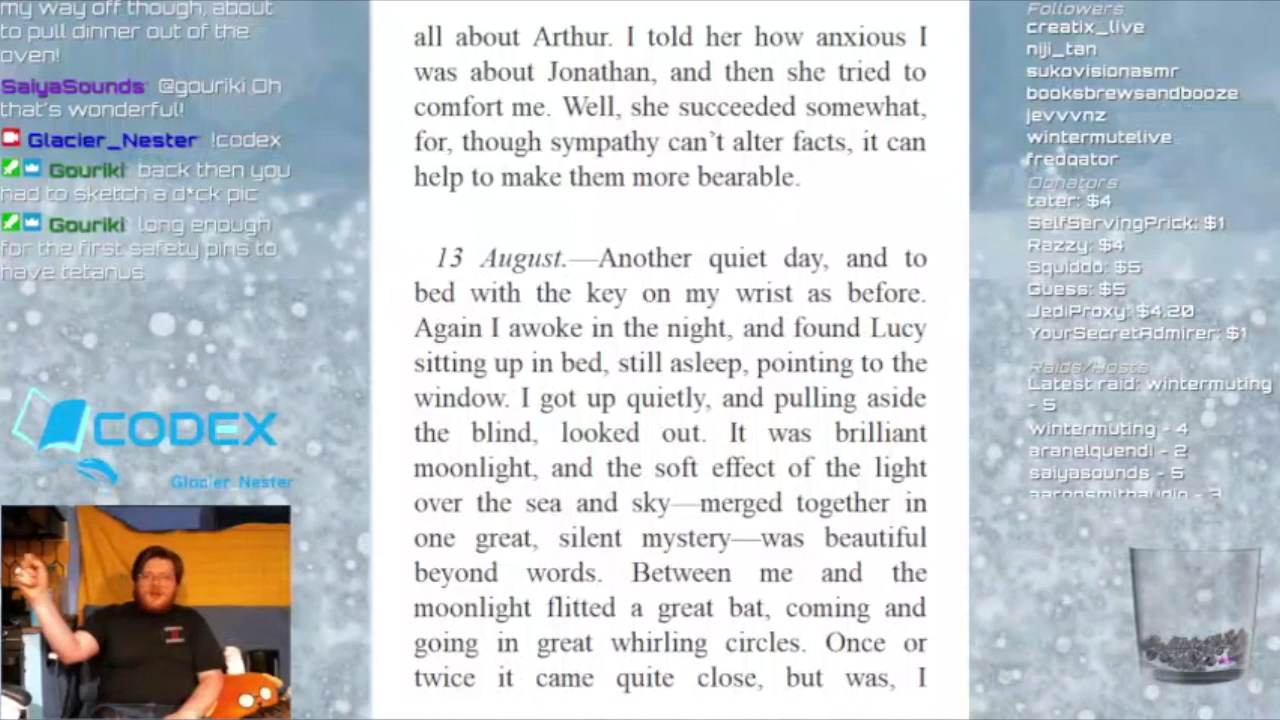 my way off though, about
to pull dinner out of the
oven!
SaiyaSounds: @gouriki Oh
that's wonderful!
Glacier_Nester: !codex
Gouriki: back then you
had to sketch a d*ck pic
Gouriki: long enough
for the first safety pins to
have tetanus
CODEX
Glacier_Nester
all about Arthur. I told her how anxious I
was about Jonathan, and then she tried to
comfort me. Well, she succeeded somewhat,
for, though sympathy can't alter facts, it can
help to make them more bearable.
13 August.—Another quiet day, and to
bed with the key on my wrist as before.
Again I awoke in the night, and found Lucy
sitting up in bed, still asleep, pointing to the
window. I got up quietly, and pulling aside
the blind, looked out. It was brilliant
moonlight, and the soft effect of the light
over the sea and sky—merged together in
one great, silent mystery—was beautiful
beyond words. Between me and the
moonlight flitted a great bat, coming and
going in great whirling circles. Once or
twice it came quite close, but was, I
Followers
creatix_live
niji_tan
sukovisionasmr
booksbrewsandbooze
jevvvnz
wintermutelive
fredqator
Donators
tater: $4
SelfServingPrick: $1
Razzy: $4
Squiddo: $5
Guess: $5
JediProxy: $4.20
YourSecretAdmirer: $1
Raids/Hosts
Latest raid: wintermuting
- 5
wintermuting - 4
aranelquendi - 2
saiyasounds - 5
aaronsmithaudio - 3